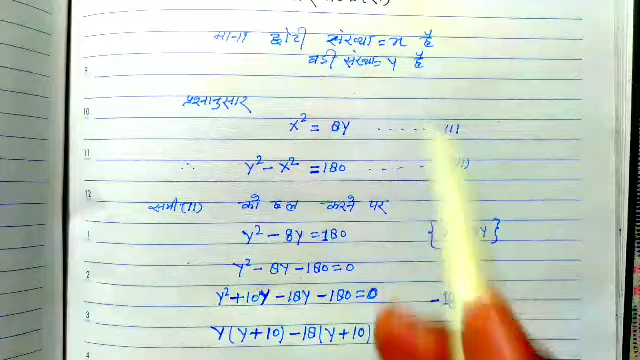 माना छोटी संख्या = x है
बड़ी संख्या = y है
प्रश्नानुसार
x² = 8y ..... (1)
∴ y² - x² = 180 ....
समी (11) को हल करने पर
y² - 8y = 180
y² - 8y - 180 = 0
y² + 10y - 18y - 180 = 0
y(y + 10) - 18(y + 10)